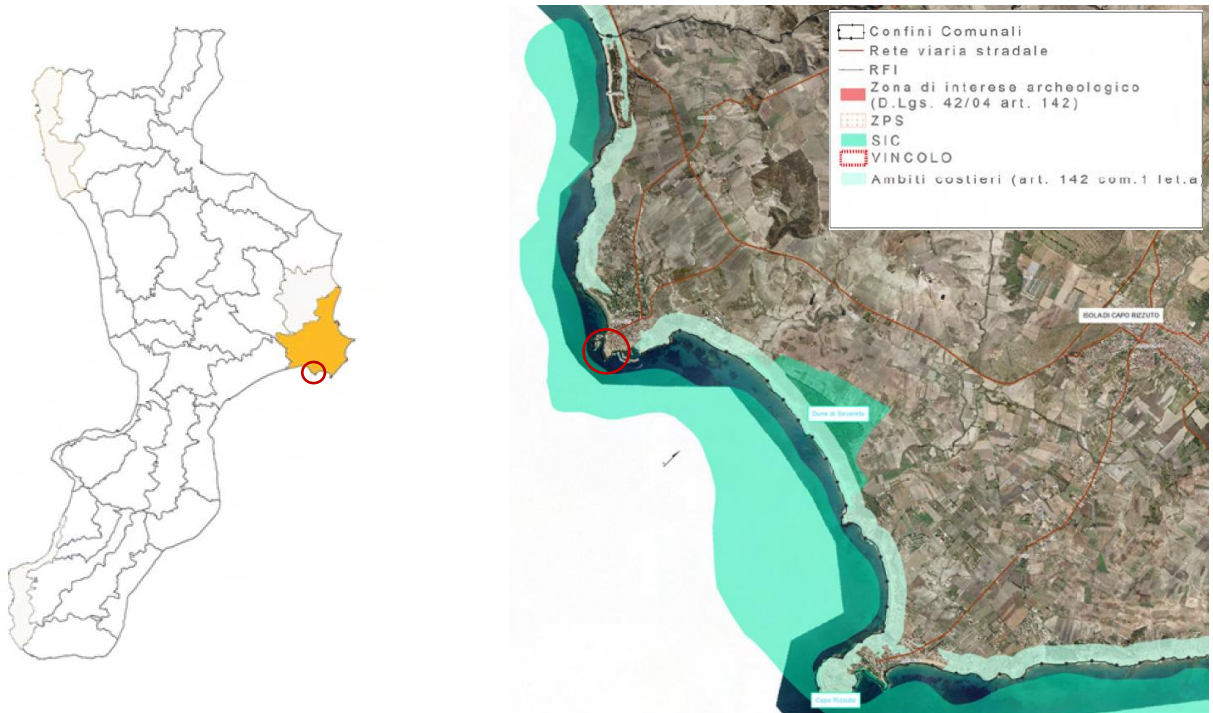 Confini Comunali
Rete viaria stradale
RFI
Zona di interese archeologico
(D.Lgs. 42/04 art. 142)
ZPS
SIC
VINCOLO
Ambiti costieri (art. 142 com.1 let.a
ISOLA DI CAPO RIZZUTO
Dune di Sovereto
Capo Rizzuto